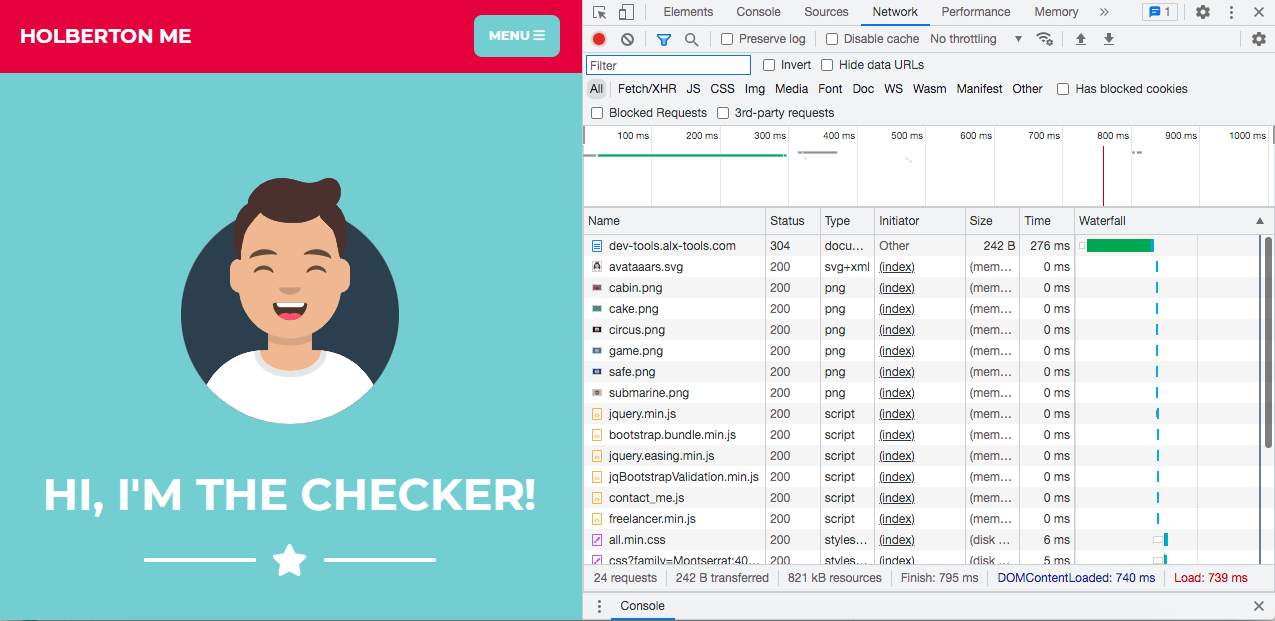 HOLBERTON ME
MENU
HI, I'M THE CHECKER!
Elements Console Sources Network Performance Memory » 1
Preserve log Disable cache No throttling
Filter Invert Hide data URLs
All Fetch/XHR JS CSS Img Media Font Doc WS Wasm Manifest Other Has blocked cookies
Blocked Requests 3rd-party requests
100 ms 200 ms 300 ms 400 ms 500 ms 600 ms 700 ms 800 ms 900 ms 1000 ms
Name Status Type Initiator Size Time Waterfall
dev-tools.alx-tools.com 304 docu… Other 242 B 276 ms
avataaars.svg 200 svg+xml (index) (mem… 0 ms
cabin.png 200 png (index) (mem… 0 ms
cake.png 200 png (index) (mem… 0 ms
circus.png 200 png (index) (mem… 0 ms
game.png 200 png (index) (mem… 0 ms
safe.png 200 png (index) (mem… 0 ms
submarine.png 200 png (index) (mem… 0 ms
jquery.min.js 200 script (index) (mem… 0 ms
bootstrap.bundle.min.js 200 script (index) (mem… 0 ms
jquery.easing.min.js 200 script (index) (mem… 0 ms
jqBootstrapValidation.min.js 200 script (index) (mem… 0 ms
contact_me.js 200 script (index) (mem… 0 ms
freelancer.min.js 200 script (index) (mem… 0 ms
all.min.css 200 styles… (index) (disk … 6 ms
css?family=Montserrat:40… 200 styles… (index) (disk … 5 ms
24 requests 242 B transferred 821 kB resources Finish: 795 ms DOMContentLoaded: 740 ms Load: 739 ms
Console